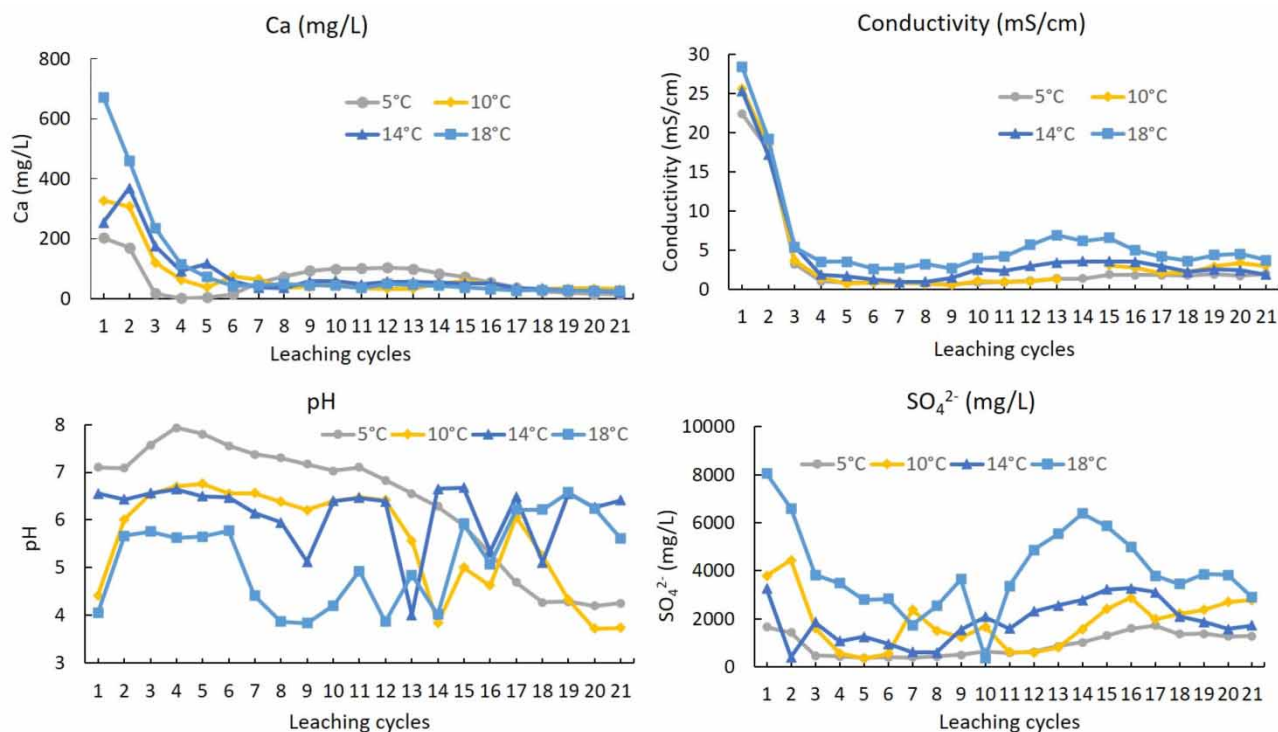 Ca (mg/L)
800
600
400
200
0
Ca (mg/L)
5°C 10°C
14°C 18°C
1 2 3 4 5 6 7 8 9 10 11 12 13 14 15 16 17 18 19 20 21
Leaching cycles
Conductivity (mS/cm)
30
25
20
15
10
5
0
Conductivity (mS/cm)
5°C 10°C
14°C 18°C
1 2 3 4 5 6 7 8 9 10 11 12 13 14 15 16 17 18 19 20 21
Leaching cycles
pH
8
7
6
5
4
3
pH
5°C 10°C 14°C 18°C
1 2 3 4 5 6 7 8 9 10 11 12 13 14 15 16 17 18 19 20 21
Leaching cycles
SO₄²⁻ (mg/L)
10000
8000
6000
4000
2000
0
SO₄²⁻ (mg/L)
5°C 10°C 14°C 18°C
1 2 3 4 5 6 7 8 9 10 11 12 13 14 15 16 17 18 19 20 21
Leaching cycles